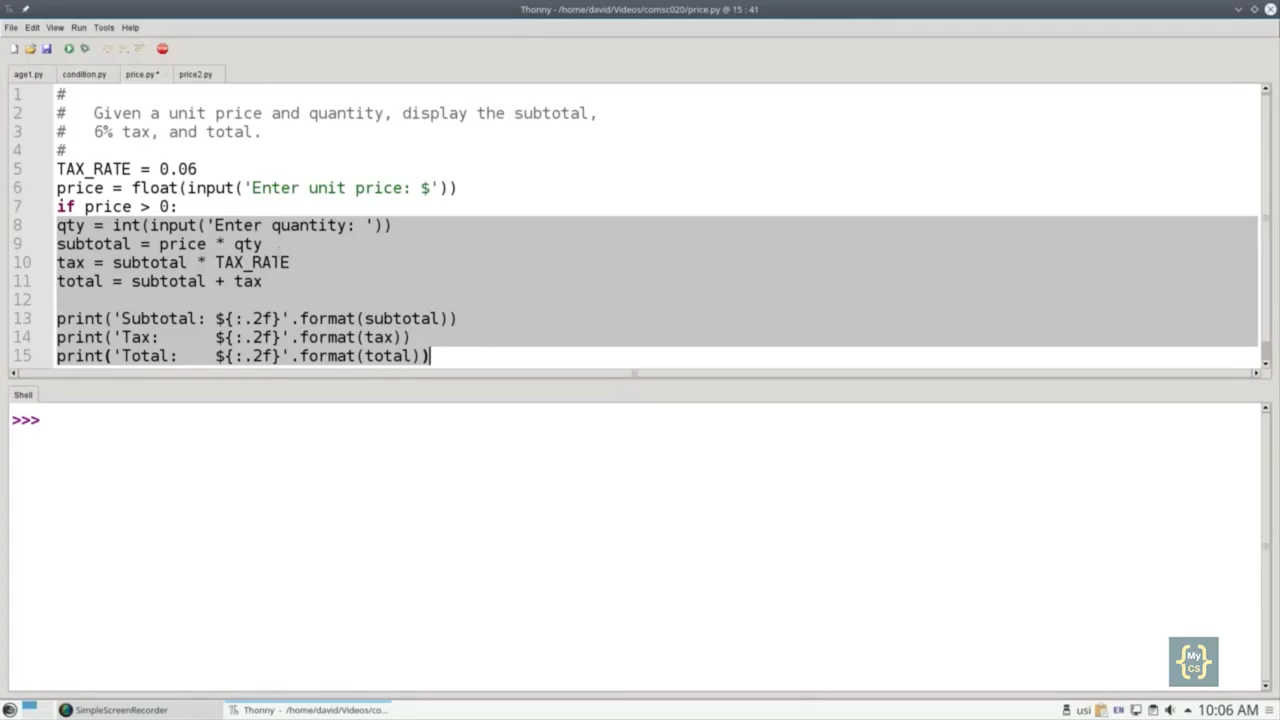 Thonny - /home/david/Videos/comsc020/price.py @ 15 : 41
File Edit View Run Tools Help
age1.py condition.py price.py * price2.py
1 #
2 #   Given a unit price and quantity, display the subtotal,
3 #   6% tax, and total.
4 #
5 TAX_RATE = 0.06
6 price = float(input('Enter unit price: $'))
7 if price > 0:
8 qty = int(input('Enter quantity: '))
9 subtotal = price * qty
10 tax = subtotal * TAX_RATE
11 total = subtotal + tax
12
13 print('Subtotal: ${:.2f}'.format(subtotal))
14 print('Tax:      ${:.2f}'.format(tax))
15 print('Total:    ${:.2f}'.format(total))
Shell
>>>
{My CS}
SimpleScreenRecorder Thonny - /home/david/Videos/co... usi EN 10:06 AM